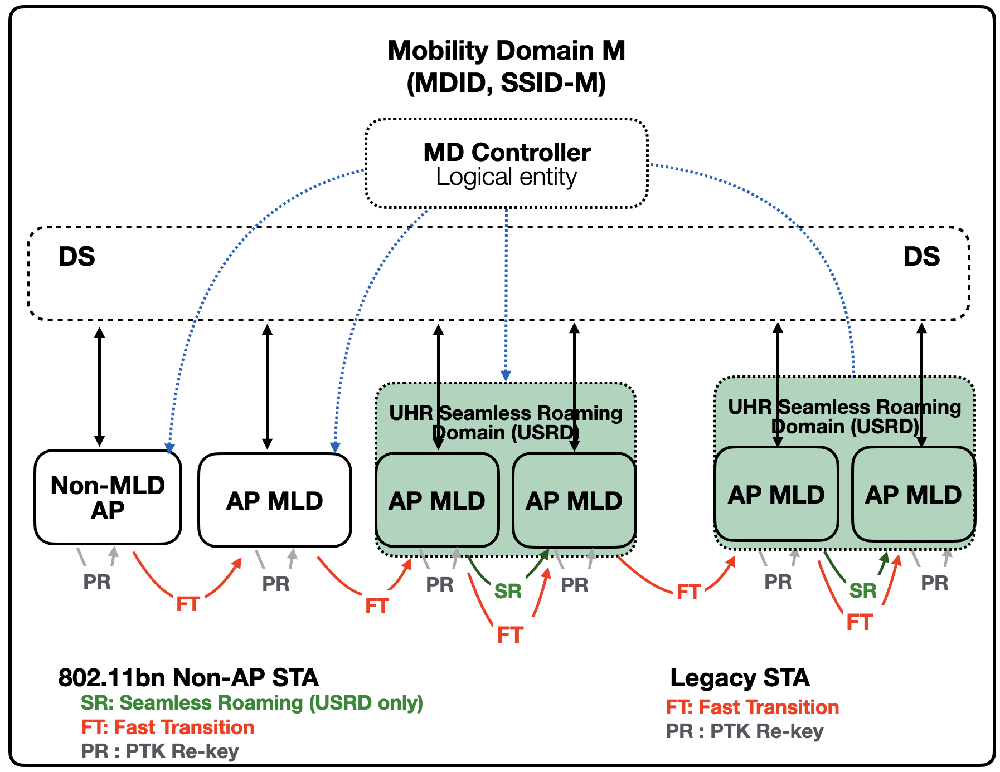 Mobility Domain M
(MDID, SSID-M)
MD Controller
Logical entity
DS
DS
UHR Seamless Roaming
Domain (USRD)
UHR Seamless Roaming
Domain (USRD)
Non-MLD
AP
AP MLD
AP MLD
AP MLD
AP MLD
AP MLD
PR
FT
PR
FT
PR
SR
FT
PR
FT
PR
SR
FT
PR
802.11bn Non-AP STA
SR: Seamless Roaming (USRD only)
FT: Fast Transition
PR : PTK Re-key
Legacy STA
FT: Fast Transition
PR : PTK Re-key